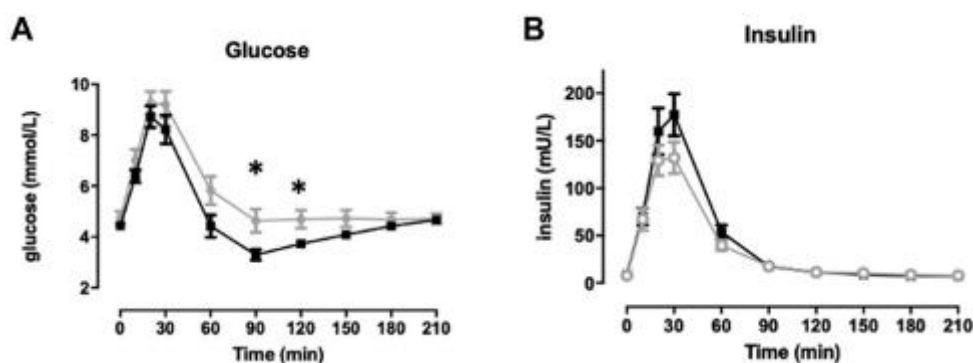 A
Glucose
glucose (mmol/L)
10
8
6
4
2
*
*
0 30 60 90 120 150 180 210
Time (min)
B
Insulin
insulin (mU/L)
200
150
100
50
0
0 30 60 90 120 150 180 210
Time (min)